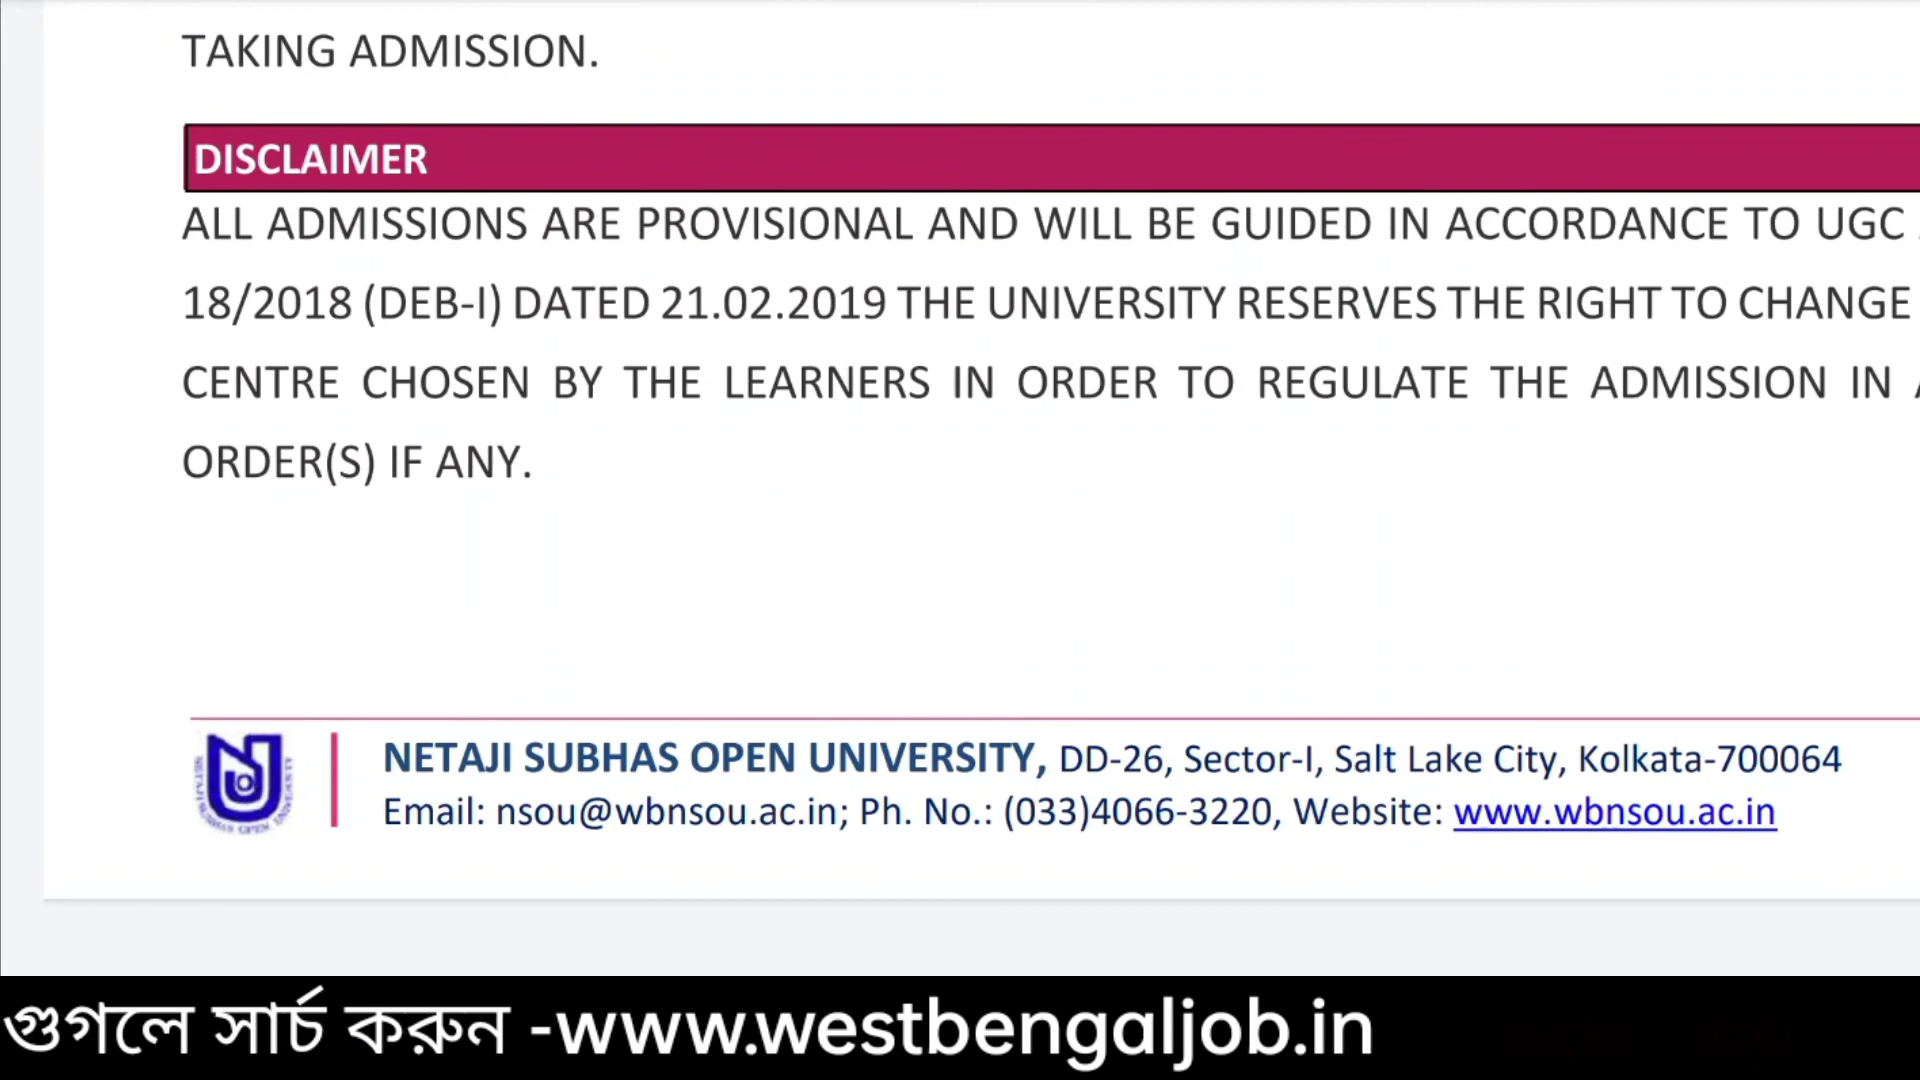 TAKING ADMISSION.
DISCLAIMER
ALL ADMISSIONS ARE PROVISIONAL AND WILL BE GUIDED IN ACCORDANCE TO UGC
18/2018 (DEB-I) DATED 21.02.2019 THE UNIVERSITY RESERVES THE RIGHT TO CHANGE
CENTRE CHOSEN BY THE LEARNERS IN ORDER TO REGULATE THE ADMISSION IN
ORDER(S) IF ANY.
NETAJI SUBHAS OPEN UNIVERSITY, DD-26, Sector-I, Salt Lake City, Kolkata-700064
Email: nsou@wbnsou.ac.in; Ph. No.: (033)4066-3220, Website: www.wbnsou.ac.in
গুগলে সার্চ করুন -www.westbengaljob.in